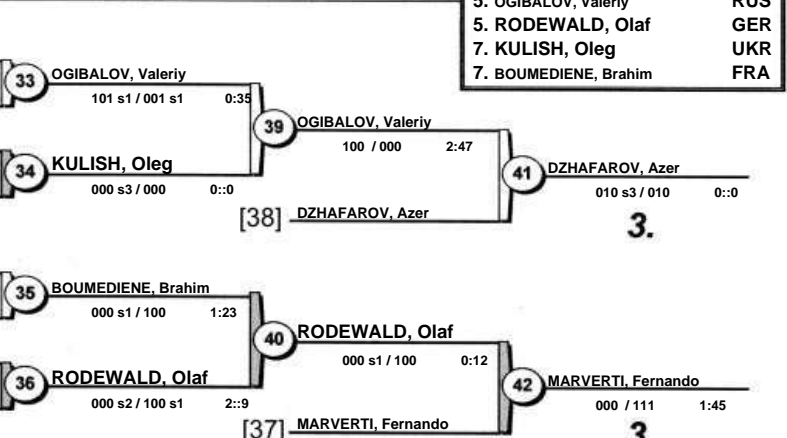 5. OGIBALOV, Valeriy RUS
5. RODEWALD, Olaf GER
7. KULISH, Oleg UKR
7. BOUMEDIENE, Brahim FRA
33 OGIBALOV, Valeriy
101 s1 / 001 s1 0:35
39 OGIBALOV, Valeriy
100 / 000 2:47
34 KULISH, Oleg
000 s3 / 000 0::0
41 DZHAFAROV, Azer
010 s3 / 010 0::0
[38] DZHAFAROV, Azer
3.
35 BOUMEDIENE, Brahim
000 s1 / 100 1:23
40 RODEWALD, Olaf
000 s1 / 100 0:12
36 RODEWALD, Olaf
000 s2 / 100 s1 2::9
42 MARVERTI, Fernando
000 / 111 1:45
[37] MARVERTI, Fernando
3